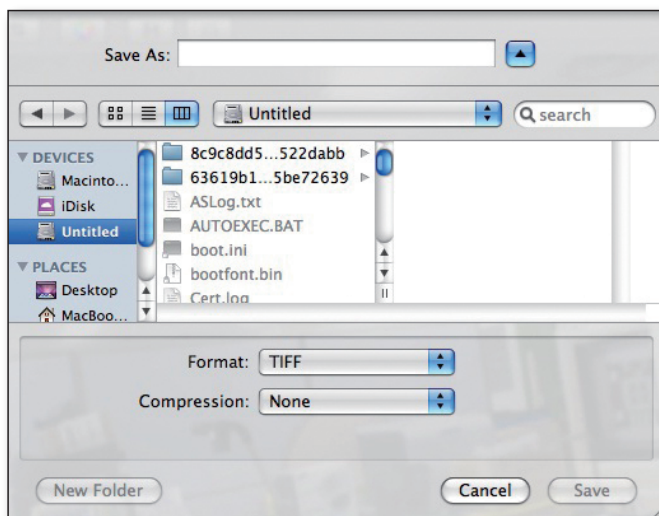 Save As:
Untitled
search
DEVICES
Macinto...
iDisk
Untitled
PLACES
Desktop
MacBoo...
8c9c8dd5...522dabb
63619b1...5be72639
ASLog.txt
AUTOEXEC.BAT
boot.ini
bootfont.bin
Cert.log
Format: TIFF
Compression: None
New Folder
Cancel
Save